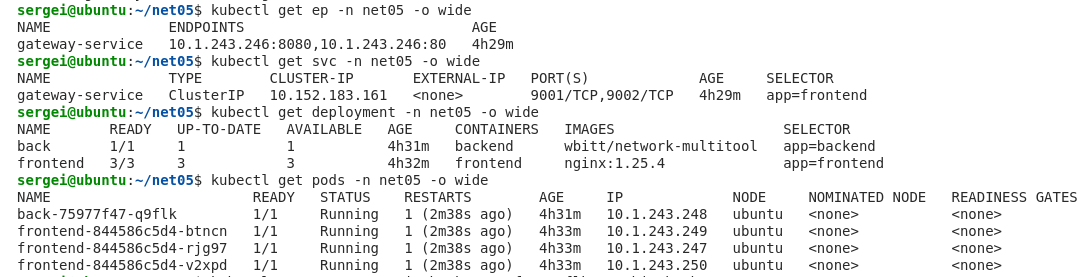 sergei@ubuntu:~/net05$ kubectl get ep -n net05 -o wide
NAME ENDPOINTS AGE
gateway-service 10.1.243.246:8080,10.1.243.246:80 4h29m
sergei@ubuntu:~/net05$ kubectl get svc -n net05 -o wide
NAME TYPE CLUSTER-IP EXTERNAL-IP PORT(S) AGE SELECTOR
gateway-service ClusterIP 10.152.183.161 <none> 9001/TCP,9002/TCP 4h29m app=frontend
sergei@ubuntu:~/net05$ kubectl get deployment -n net05 -o wide
NAME READY UP-TO-DATE AVAILABLE AGE CONTAINERS IMAGES SELECTOR
back 1/1 1 1 4h31m backend wbitt/network-multitool app=backend
frontend 3/3 3 3 4h32m frontend nginx:1.25.4 app=frontend
sergei@ubuntu:~/net05$ kubectl get pods -n net05 -o wide
NAME READY STATUS RESTARTS AGE IP NODE NOMINATED NODE READINESS GATES
back-75977f47-q9flk 1/1 Running 1 (2m38s ago) 4h31m 10.1.243.248 ubuntu <none> <none>
frontend-844586c5d4-btncn 1/1 Running 1 (2m38s ago) 4h33m 10.1.243.249 ubuntu <none> <none>
frontend-844586c5d4-rjg97 1/1 Running 1 (2m38s ago) 4h33m 10.1.243.247 ubuntu <none> <none>
frontend-844586c5d4-v2xpd 1/1 Running 1 (2m38s ago) 4h33m 10.1.243.250 ubuntu <none> <none>